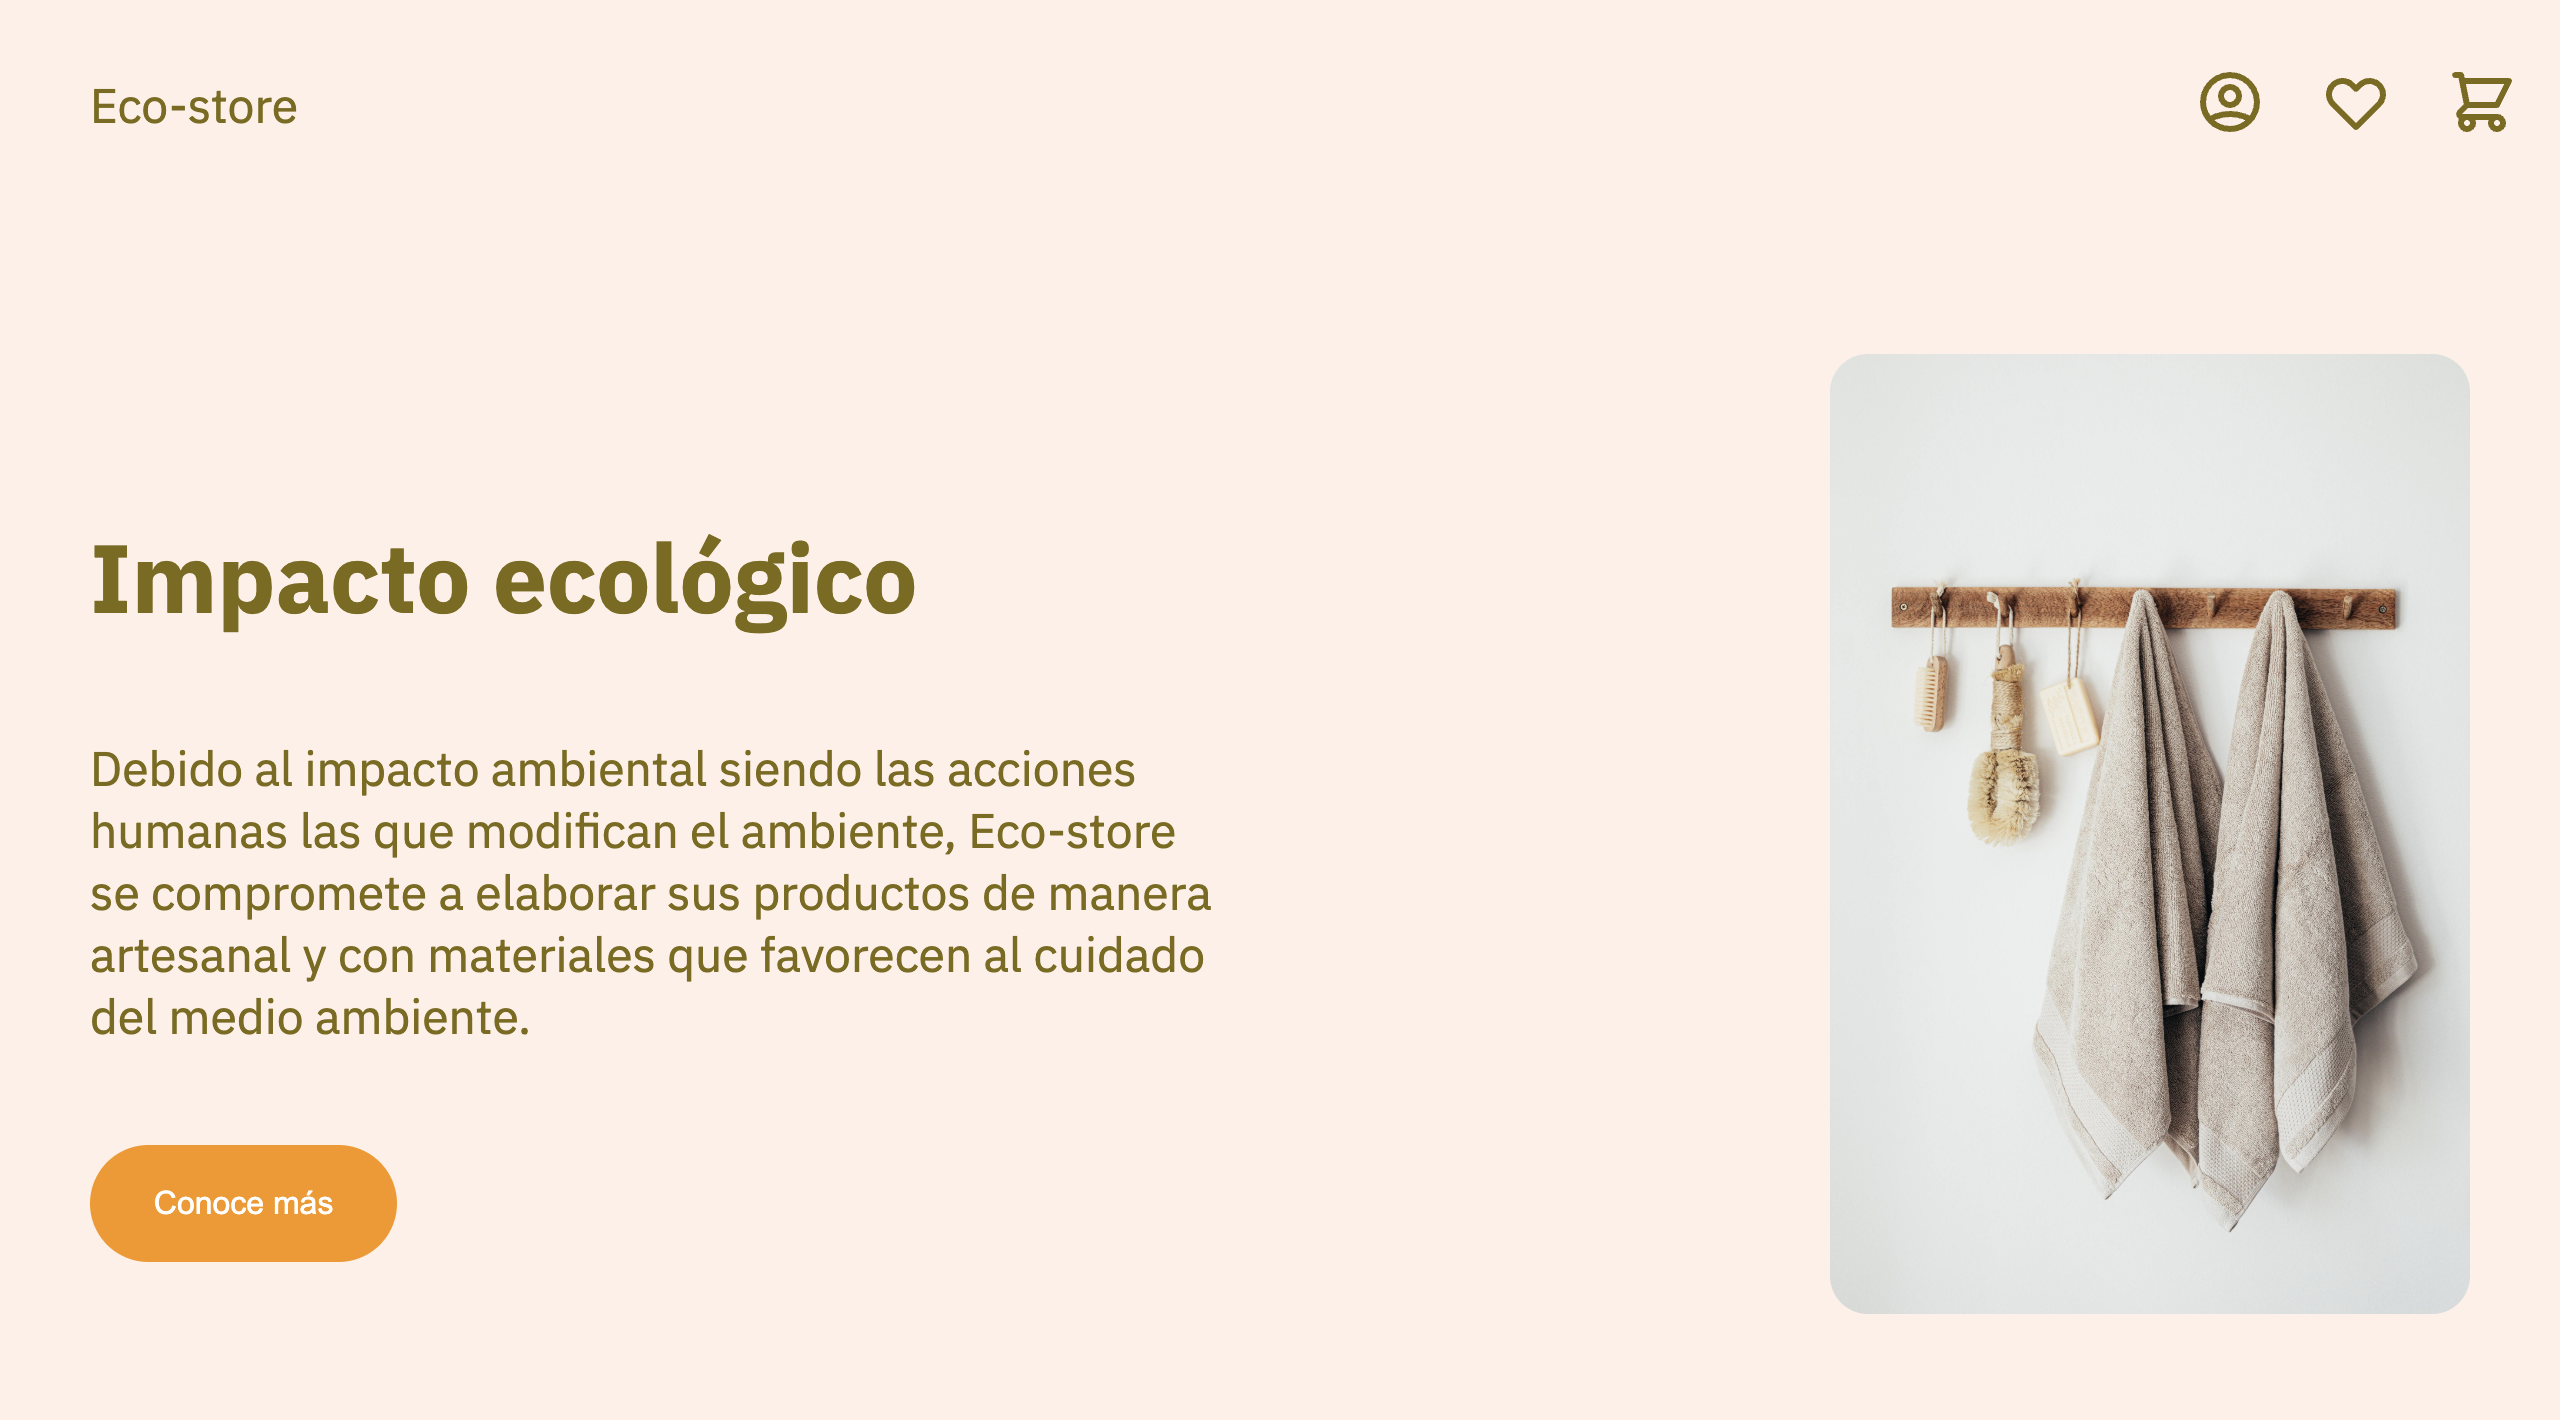 Eco-store
Impacto ecológico
Debido al impacto ambiental siendo las acciones
humanas las que modifican el ambiente, Eco-store
se compromete a elaborar sus productos de manera
artesanal y con materiales que favorecen al cuidado
del medio ambiente.
Conoce más